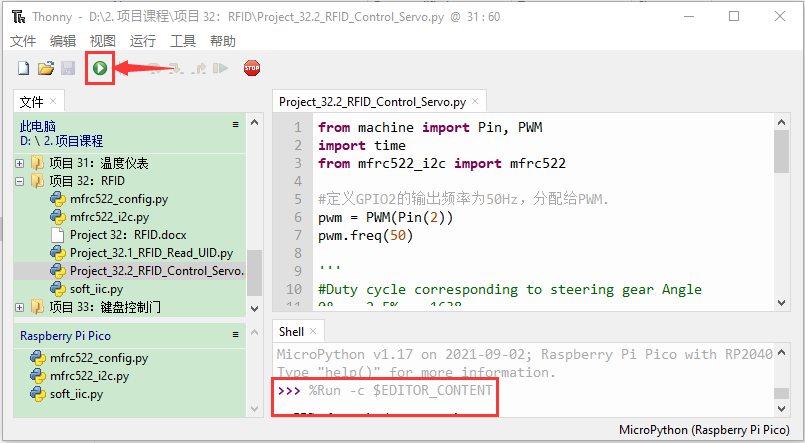 Thonny - D:\2.项目课程\项目 32：RFID\Project_32.2_RFID_Control_Servo.py @ 31:60
文件 编辑 视图 运行 工具 帮助
STOP
文件
此电脑
D: \ 2. 项目课程
项目 31：温度仪表
项目 32：RFID
mfrc522_config.py
mfrc522_i2c.py
Project 32：RFID.docx
Project_32.1_RFID_Read_UID.py
Project_32.2_RFID_Control_Servo.
soft_iic.py
项目 33：键盘控制门
Raspberry Pi Pico
mfrc522_config.py
mfrc522_i2c.py
soft_iic.py
Project_32.2_RFID_Control_Servo.py
1 from machine import Pin, PWM
2 import time
3 from mfrc522_i2c import mfrc522
4
5 #定义GPIO2的输出频率为50Hz，分配给PWM.
6 pwm = PWM(Pin(2))
7 pwm.freq(50)
8
9 '''
10 #Duty cycle corresponding to steering gear Angle
11 0° ---2.5% ---1638
Shell
MicroPython v1.17 on 2021-09-02; Raspberry Pi Pico with RP2040
Type "help()" for more information.
>>> %Run -c $EDITOR_CONTENT
MicroPython (Raspberry Pi Pico)